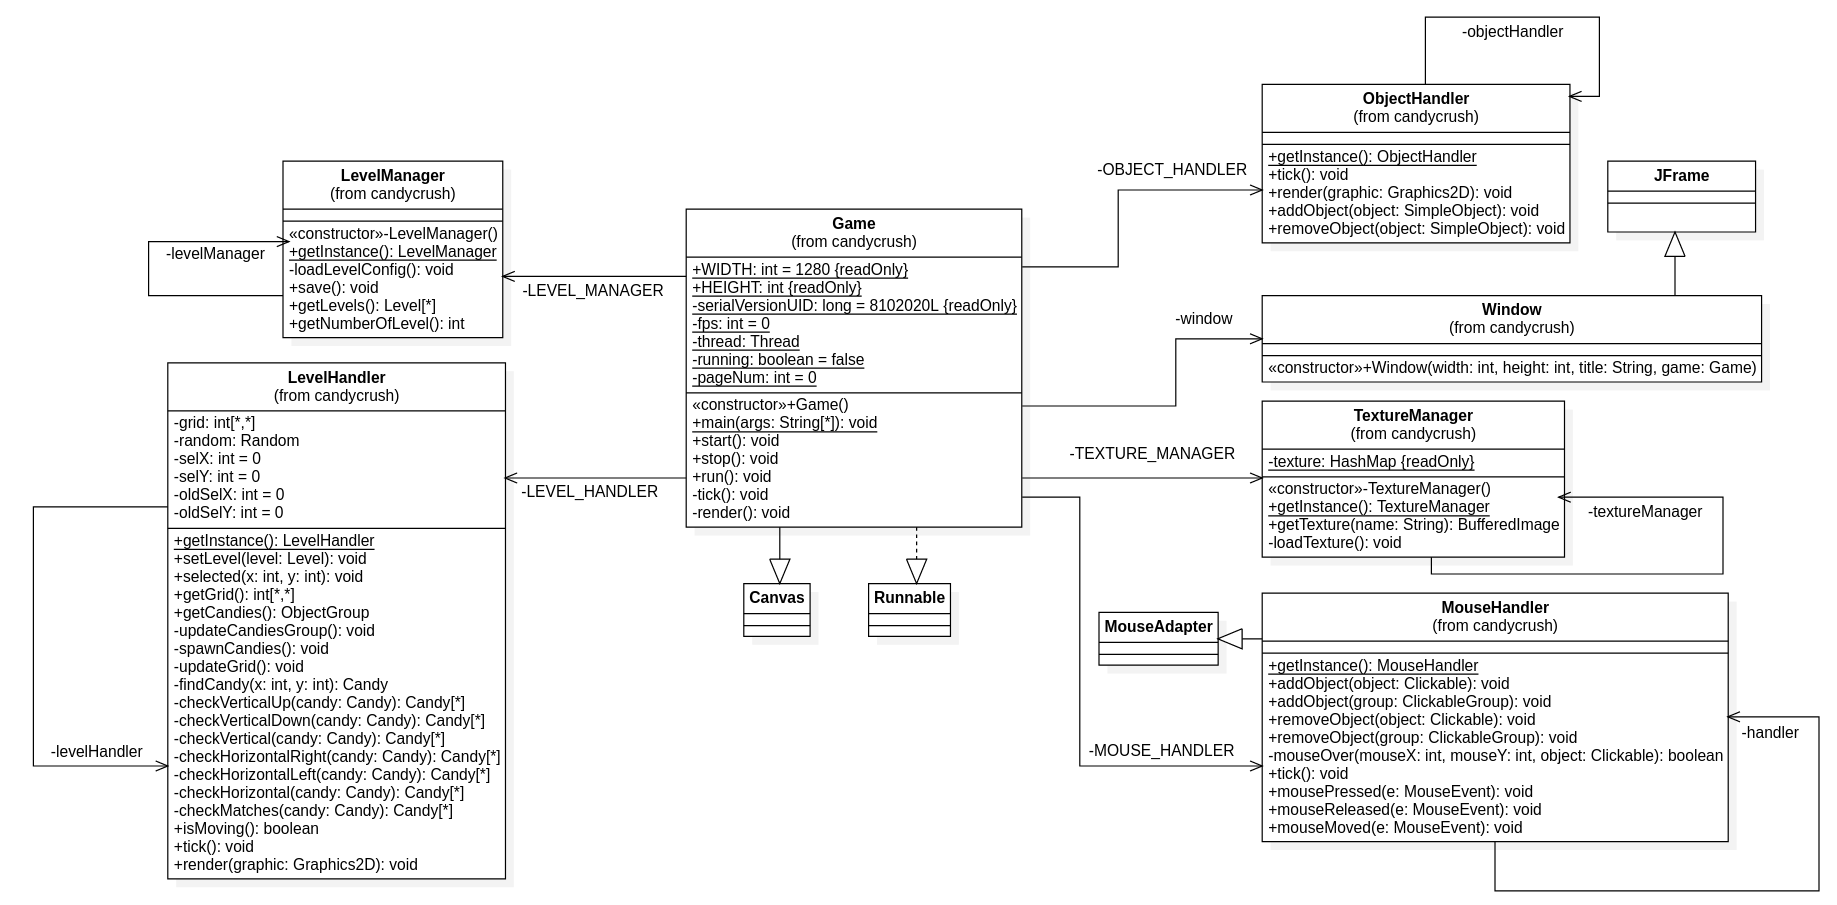 -objectHandler
ObjectHandler
(from candycrush)
+getInstance(): ObjectHandler
+tick(): void
+render(graphic: Graphics2D): void
+addObject(object: SimpleObject): void
+removeObject(object: SimpleObject): void
-OBJECT_HANDLER
JFrame
LevelManager
(from candycrush)
«constructor»-LevelManager()
+getInstance(): LevelManager
-loadLevelConfig(): void
+save(): void
+getLevels(): Level[*]
+getNumberOfLevel(): int
-levelManager
-LEVEL_MANAGER
Game
(from candycrush)
+WIDTH: int = 1280 {readOnly}
+HEIGHT: int {readOnly}
-serialVersionUID: long = 8102020L {readOnly}
-fps: int = 0
-thread: Thread
-running: boolean = false
-pageNum: int = 0
«constructor»+Game()
+main(args: String[*]): void
+start(): void
+stop(): void
+run(): void
-tick(): void
-render(): void
-window
Window
(from candycrush)
«constructor»+Window(width: int, height: int, title: String, game: Game)
LevelHandler
(from candycrush)
-grid: int[*,*]
-random: Random
-selX: int = 0
-selY: int = 0
-oldSelX: int = 0
-oldSelY: int = 0
+getInstance(): LevelHandler
+setLevel(level: Level): void
+selected(x: int, y: int): void
+getGrid(): int[*,*]
+getCandies(): ObjectGroup
-updateCandiesGroup(): void
-spawnCandies(): void
-updateGrid(): void
-findCandy(x: int, y: int): Candy
-checkVerticalUp(candy: Candy): Candy[*]
-checkVerticalDown(candy: Candy): Candy[*]
-checkVertical(candy: Candy): Candy[*]
-checkHorizontalRight(candy: Candy): Candy[*]
-checkHorizontalLeft(candy: Candy): Candy[*]
-checkHorizontal(candy: Candy): Candy[*]
-checkMatches(candy: Candy): Candy[*]
+isMoving(): boolean
+tick(): void
+render(graphic: Graphics2D): void
-levelHandler
-LEVEL_HANDLER
-TEXTURE_MANAGER
TextureManager
(from candycrush)
-texture: HashMap {readOnly}
«constructor»-TextureManager()
+getInstance(): TextureManager
+getTexture(name: String): BufferedImage
-loadTexture(): void
-textureManager
Canvas
Runnable
MouseAdapter
MouseHandler
(from candycrush)
+getInstance(): MouseHandler
+addObject(object: Clickable): void
+addObject(group: ClickableGroup): void
+removeObject(object: Clickable): void
+removeObject(group: ClickableGroup): void
-mouseOver(mouseX: int, mouseY: int, object: Clickable): boolean
+tick(): void
+mousePressed(e: MouseEvent): void
+mouseReleased(e: MouseEvent): void
+mouseMoved(e: MouseEvent): void
-MOUSE_HANDLER
-handler